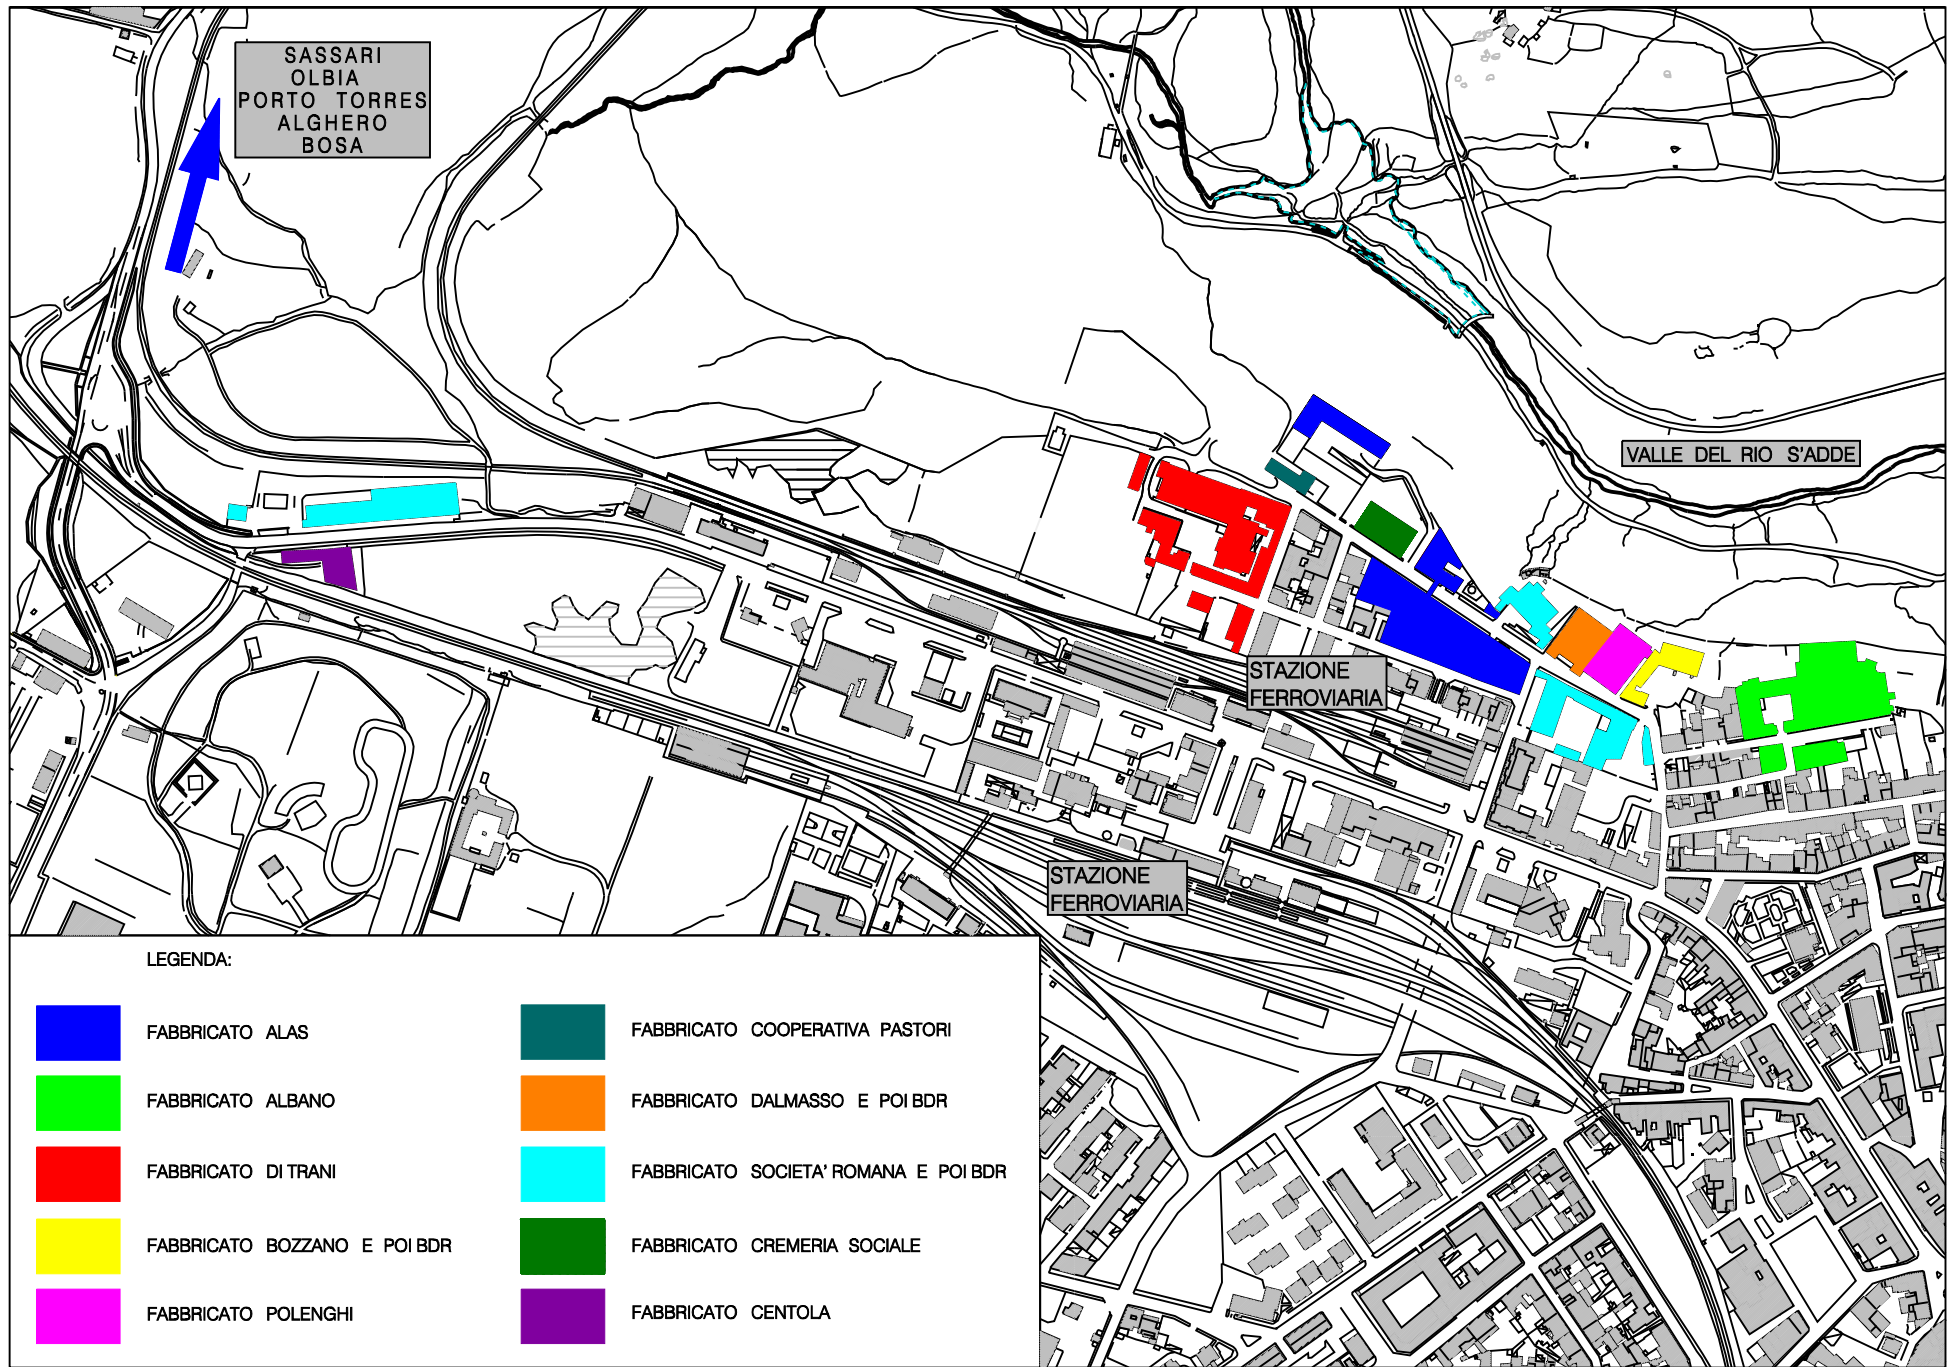 SASSARI
OLBIA
PORTO TORRES
ALGHERO
BOSA
VALLE DEL RIO S'ADDE
STAZIONE
FERROVIARIA
STAZIONE
FERROVIARIA
LEGENDA:
FABBRICATO ALAS
FABBRICATO ALBANO
FABBRICATO DI TRANI
FABBRICATO BOZZANO E POI BDR
FABBRICATO POLENGHI
FABBRICATO COOPERATIVA PASTORI
FABBRICATO DALMASSO E POI BDR
FABBRICATO SOCIETA' ROMANA E POI BDR
FABBRICATO CREMERIA SOCIALE
FABBRICATO CENTOLA